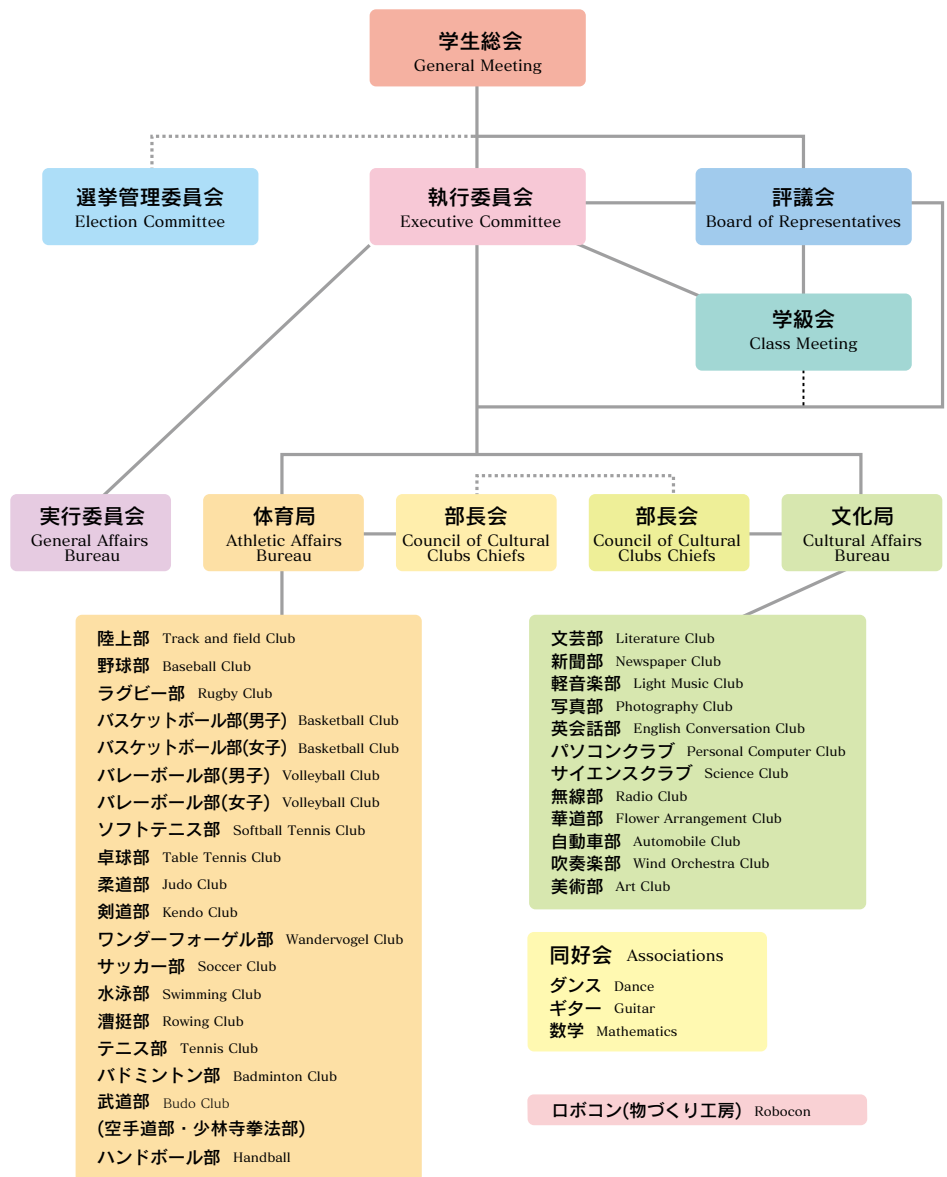 学生総会
General Meeting
選挙管理委員会
Election Committee
執行委員会
Executive Committee
評議会
Board of Representatives
学級会
Class Meeting
実行委員会
General Affairs
Bureau
体育局
Athletic Affairs
Bureau
部長会
Council of Cultural
Clubs Chiefs
部長会
Council of Cultural
Clubs Chiefs
文化局
Cultural Affairs
Bureau
陸上部 Track and field Club
野球部 Baseball Club
ラグビー部 Rugby Club
バスケットボール部(男子) Basketball Club
バスケットボール部(女子) Basketball Club
バレーボール部(男子) Volleyball Club
バレーボール部(女子) Volleyball Club
ソフトテニス部 Softball Tennis Club
卓球部 Table Tennis Club
柔道部 Judo Club
剣道部 Kendo Club
ワンダーフォーゲル部 Wandervogel Club
サッカー部 Soccer Club
水泳部 Swimming Club
漕艇部 Rowing Club
テニス部 Tennis Club
バドミントン部 Badminton Club
武道部 Budo Club
(空手道部・少林寺拳法部)
ハンドボール部 Handball
文芸部 Literature Club
新聞部 Newspaper Club
軽音楽部 Light Music Club
写真部 Photography Club
英会話部 English Conversation Club
パソコンクラブ Personal Computer Club
サイエンスクラブ Science Club
無線部 Radio Club
華道部 Flower Arrangement Club
自動車部 Automobile Club
吹奏楽部 Wind Orchestra Club
美術部 Art Club
同好会 Associations
ダンス Dance
ギター Guitar
数学 Mathematics
ロボコン(物づくり工房) Robocon